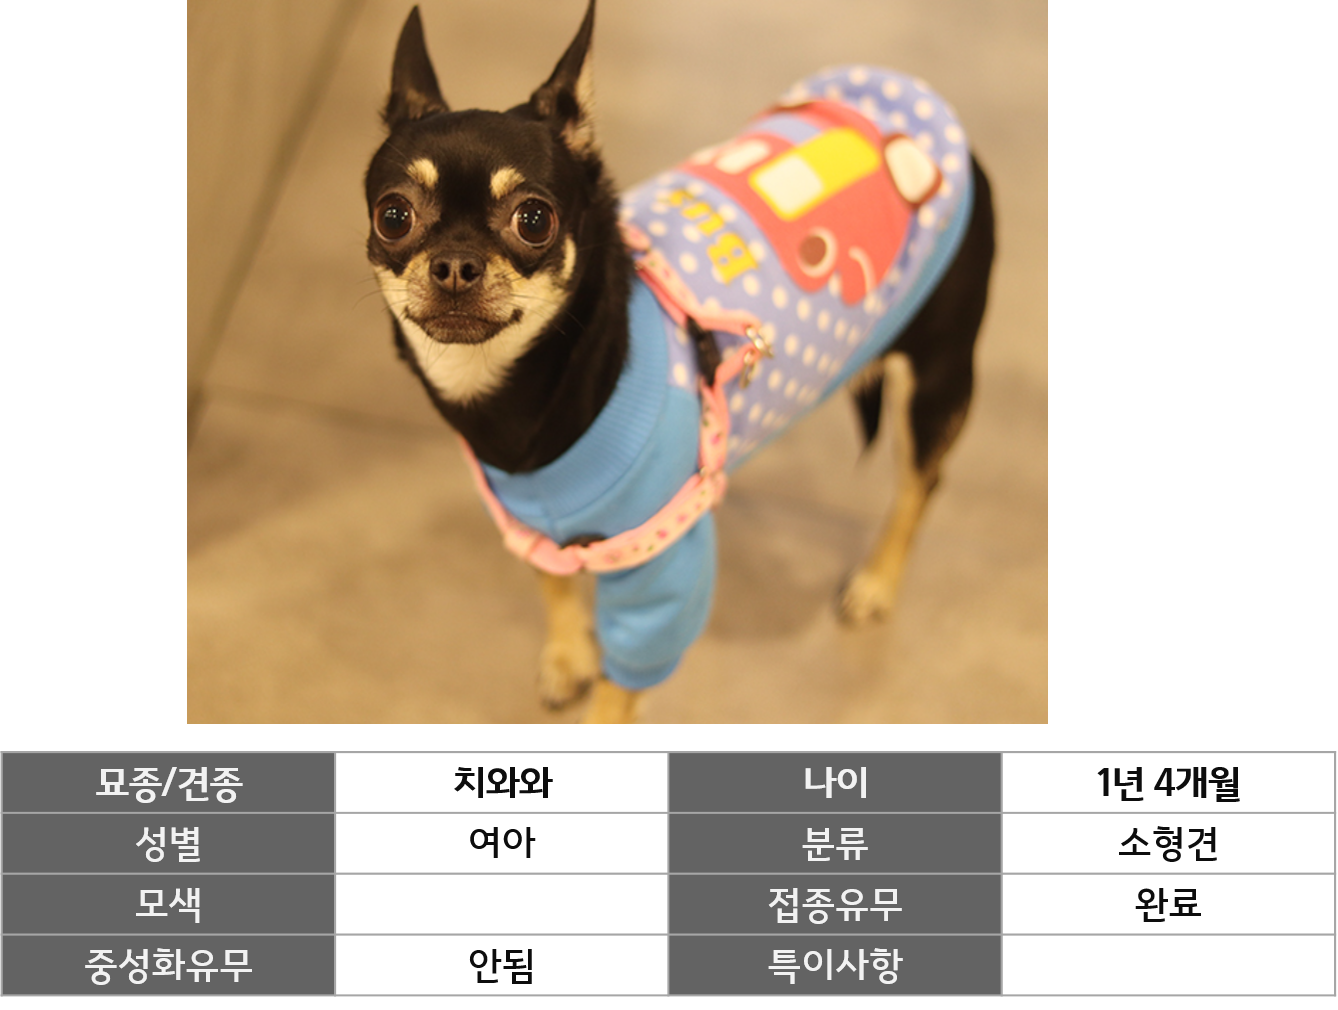 Bus
묘종/견종 치와와 나이 1년 4개월
성별 여아 분류 소형견
모색 접종유무 완료
중성화유무 안됨 특이사항